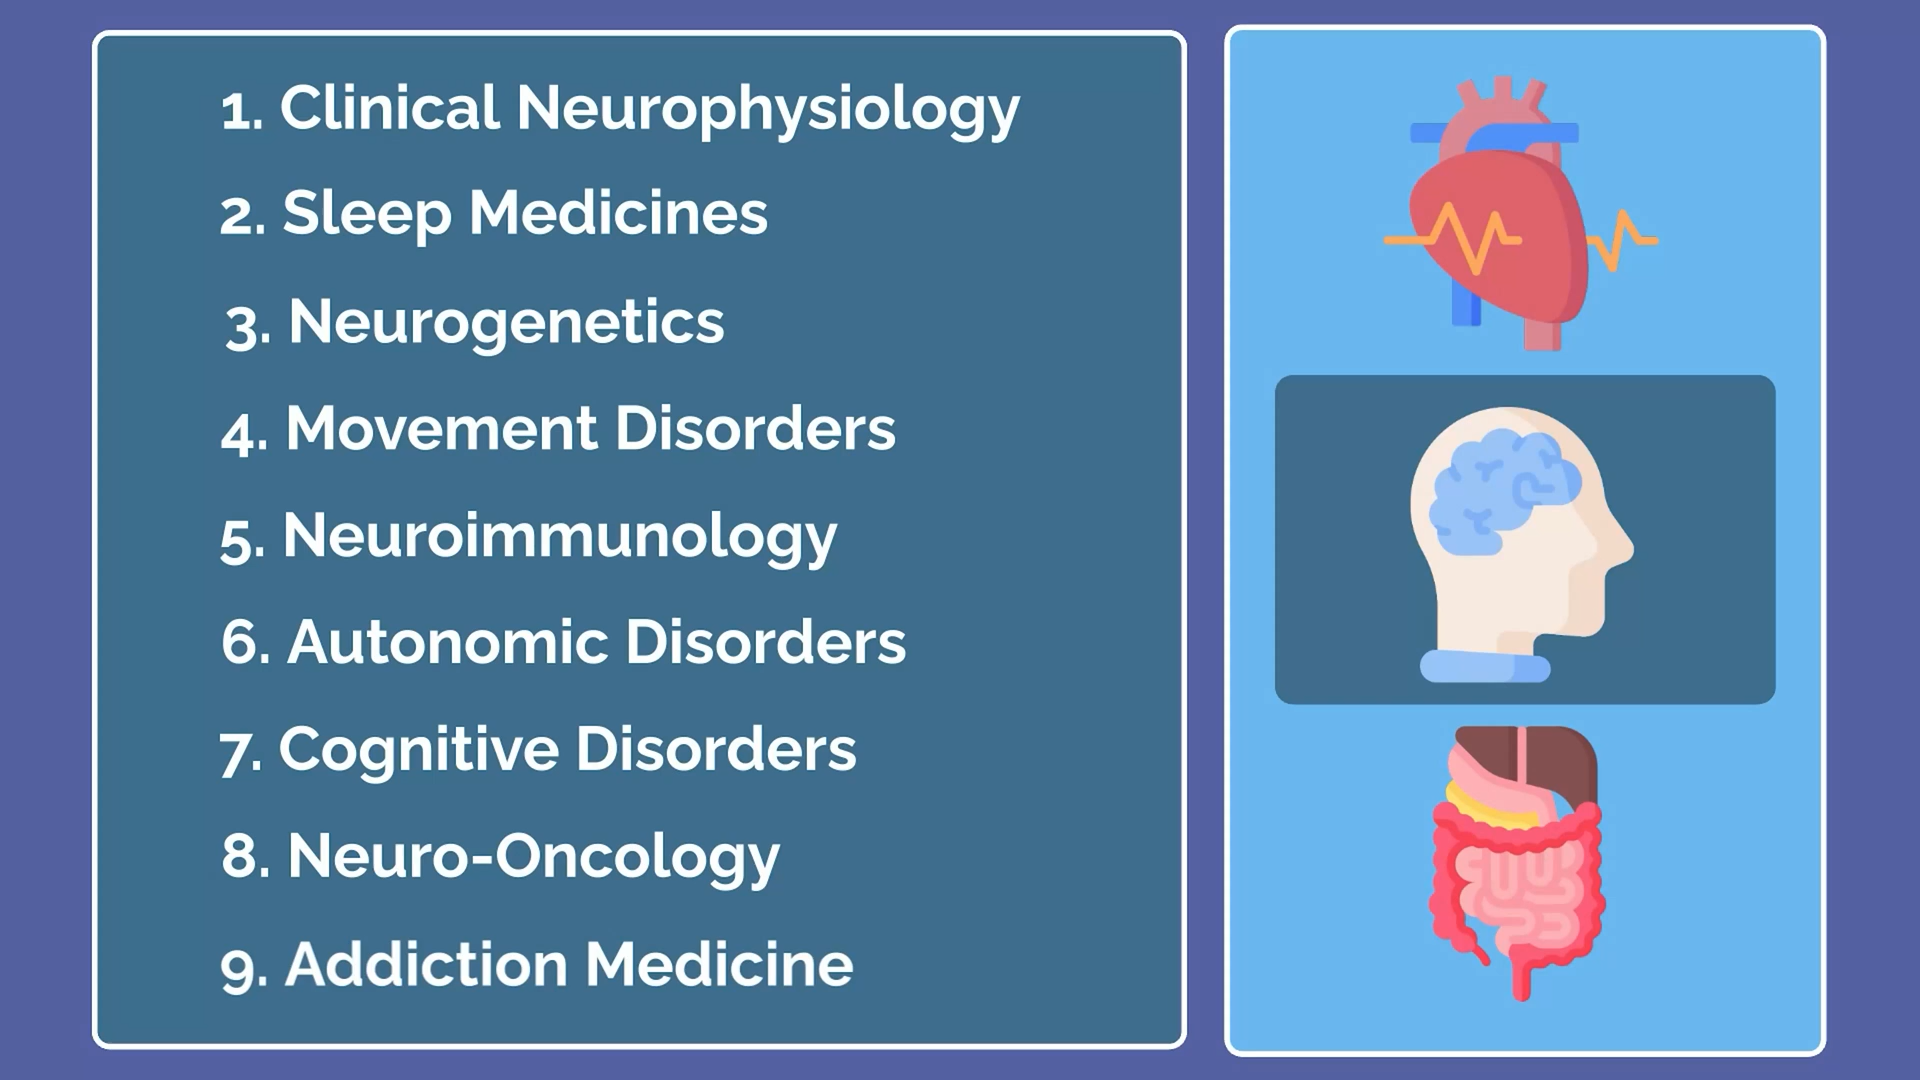 1. Clinical Neurophysiology
2. Sleep Medicines
3. Neurogenetics
4. Movement Disorders
5. Neuroimmunology
6. Autonomic Disorders
7. Cognitive Disorders
8. Neuro-Oncology
9. Addiction Medicine